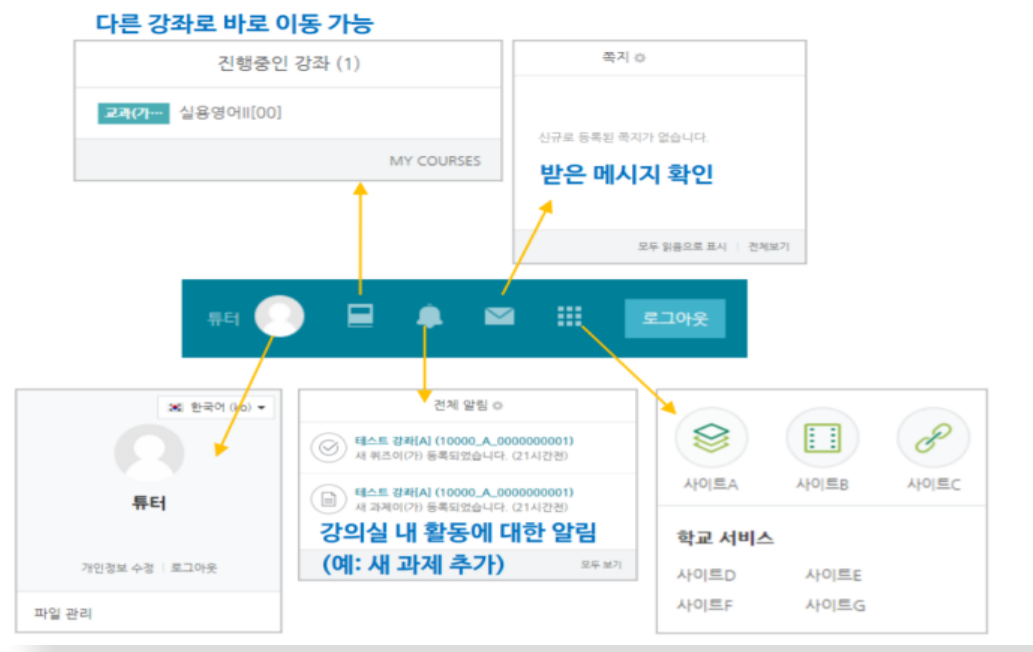 다른 강좌로 바로 이동 가능
진행중인 강좌 (1)
교과(가··· 실용영어II[00]
MY COURSES
쪽지
신규로 등록된 쪽지가 없습니다.
받은 메시지 확인
모두 읽음으로 표시 | 전체보기
튜터
로그아웃
한국어 (ko)
튜터
개인정보 수정 | 로그아웃
파일 관리
전체 알림
테스트 강좌[A] (10000_A_0000000001)
새 퀴즈이(가) 등록되었습니다. (21시간전)
테스트 강좌[A] (10000_A_0000000001)
새 과제이(가) 등록되었습니다. (21시간전)
강의실 내 활동에 대한 알림
(예: 새 과제 추가)
모두 보기
사이트A 사이트B 사이트C
학교 서비스
사이트D 사이트E
사이트F 사이트G